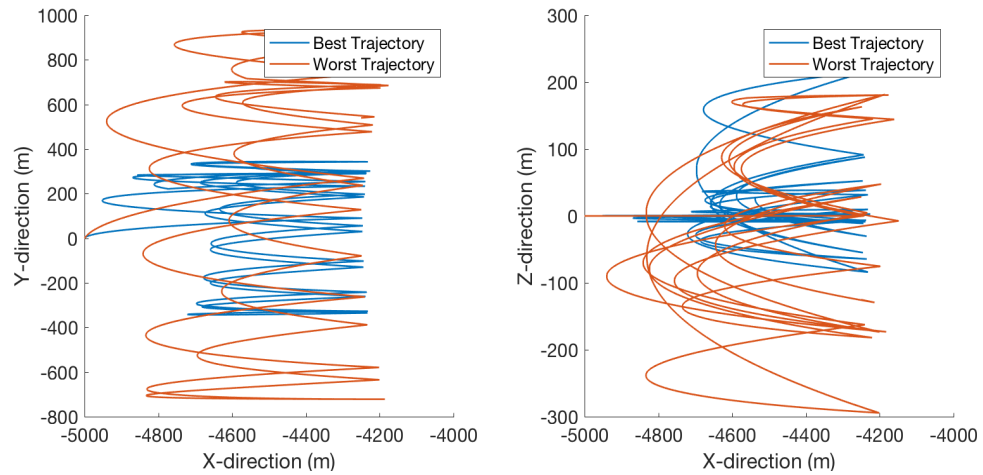 1000
800
600
400
200
0
-200
-400
-600
-800
-5000 -4800 -4600 -4400 -4200 -4000
X-direction (m)
Y-direction (m)
Best Trajectory
Worst Trajectory
300
200
100
0
-100
-200
-300
-5000 -4800 -4600 -4400 -4200 -4000
X-direction (m)
Z-direction (m)
Best Trajectory
Worst Trajectory